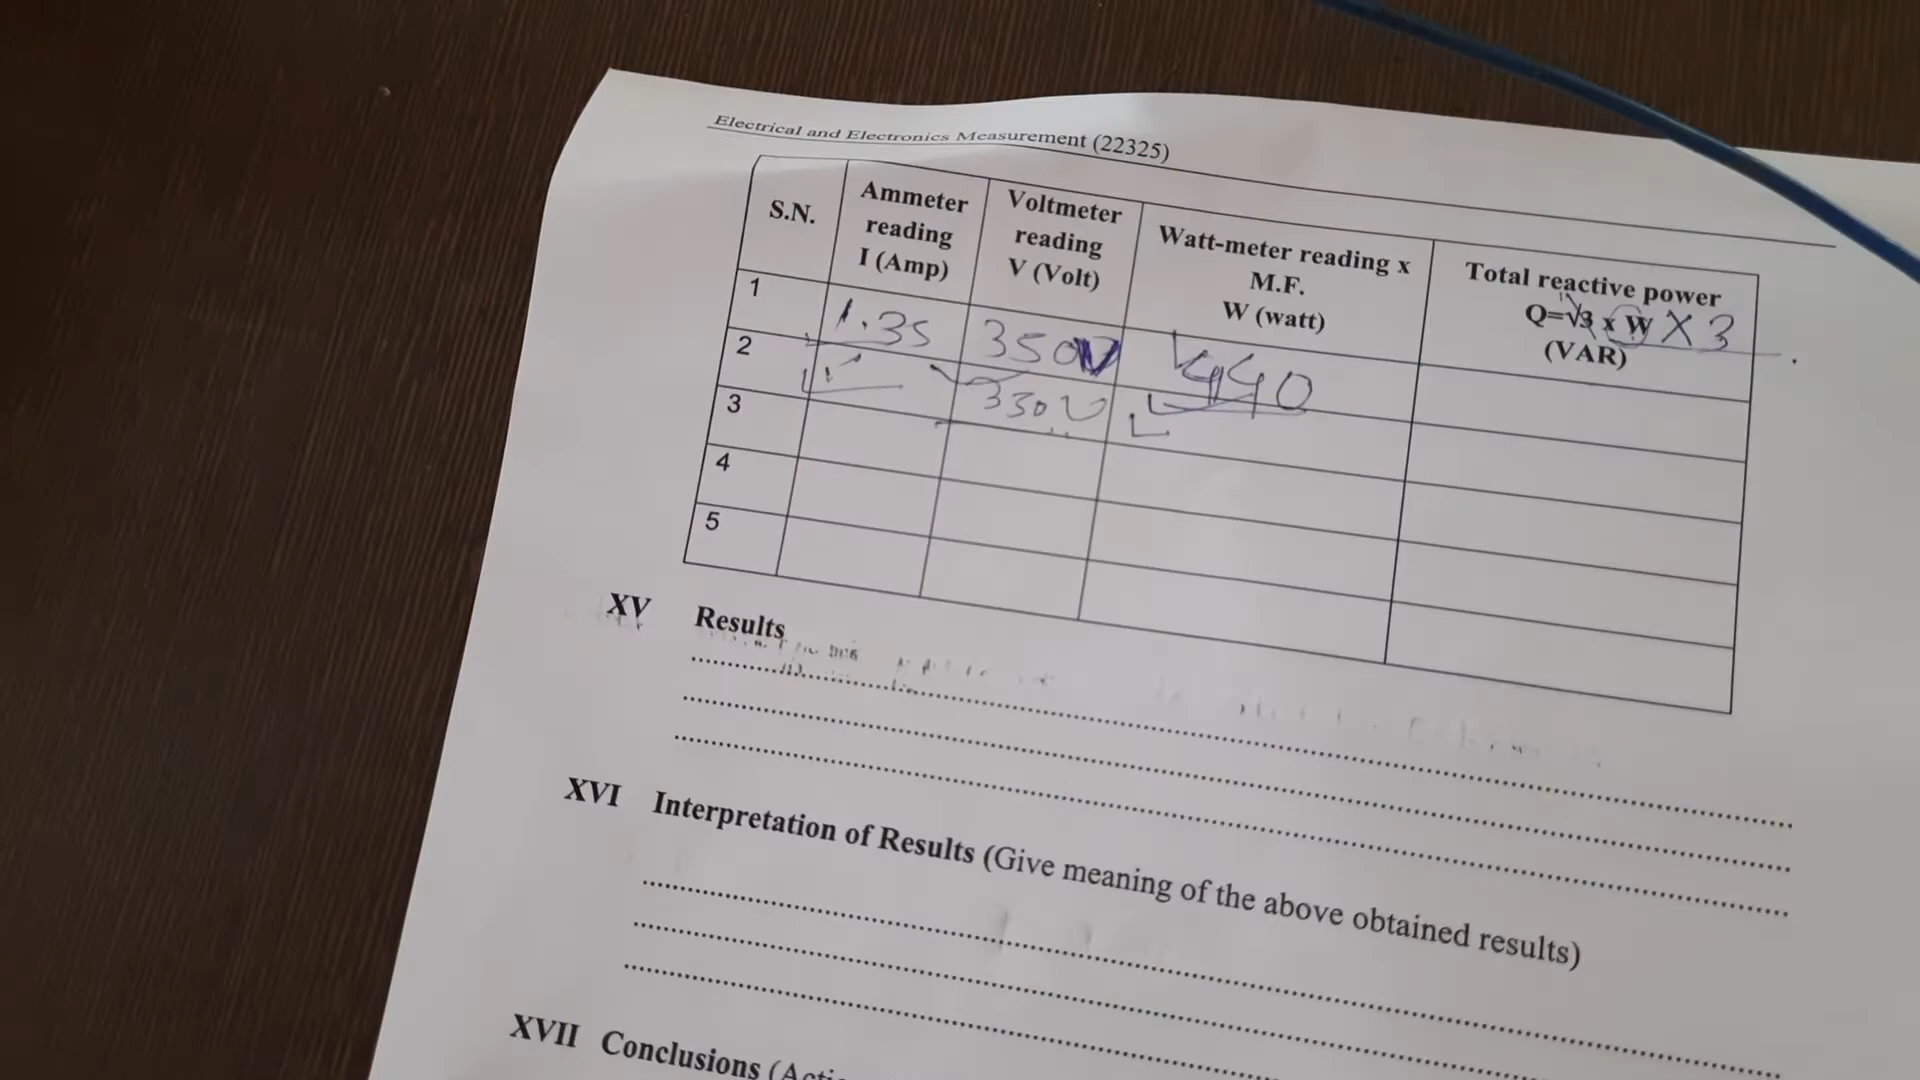 Electrical and Electronics Measurement (22325)
S.N.
Ammeter
reading
I (Amp)
Voltmeter
reading
V (Volt)
Watt-meter reading x
M.F.
W (watt)
Total reactive power
Q=√3 x W X 3
(VAR)
1
1.35
350V
440
2
330V
3
4
5
XV Results
XVI Interpretation of Results (Give meaning of the above obtained results)
XVII Conclusions